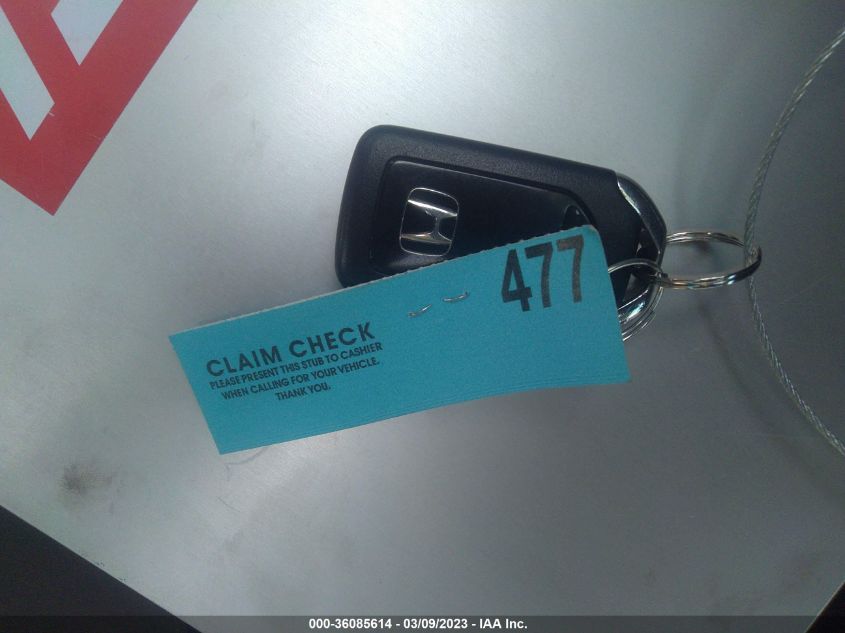 477
CLAIM CHECK
PLEASE PRESENT THIS STUB TO CASHIER
WHEN CALLING FOR YOUR VEHICLE.
THANK YOU.
000-36085614 - 03/09/2023 - IAA Inc.